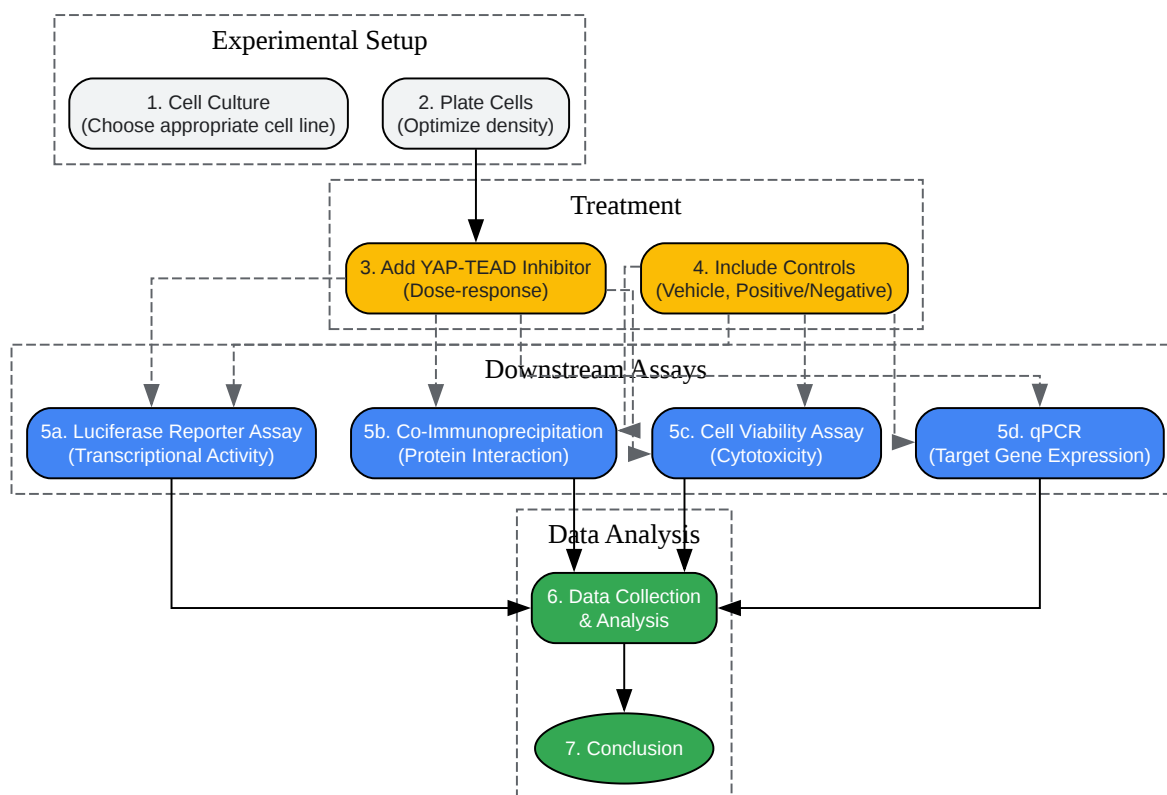 Experimental Setup
1. Cell Culture
(Choose appropriate cell line)
2. Plate Cells
(Optimize density)
Treatment
3. Add YAP-TEAD Inhibitor
(Dose-response)
4. Include Controls
(Vehicle, Positive/Negative)
Downstream Assays
5a. Luciferase Reporter Assay
(Transcriptional Activity)
5b. Co-Immunoprecipitation
(Protein Interaction)
5c. Cell Viability Assay
(Cytotoxicity)
5d. qPCR
(Target Gene Expression)
Data Analysis
6. Data Collection
& Analysis
7. Conclusion